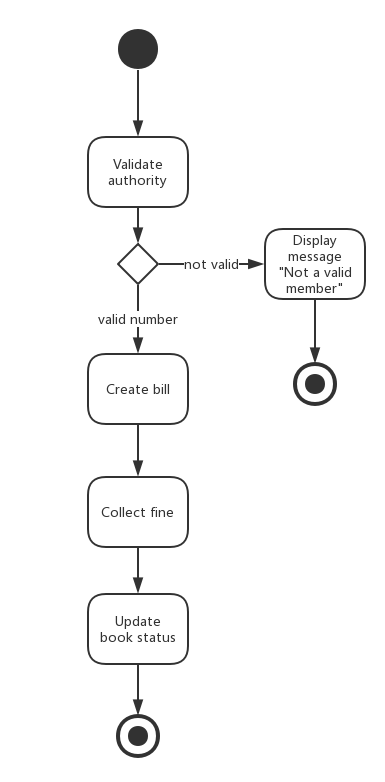 Validate
authority
not valid
Display
message
"Not a valid
member"
valid number
Create bill
Collect fine
Update
book status